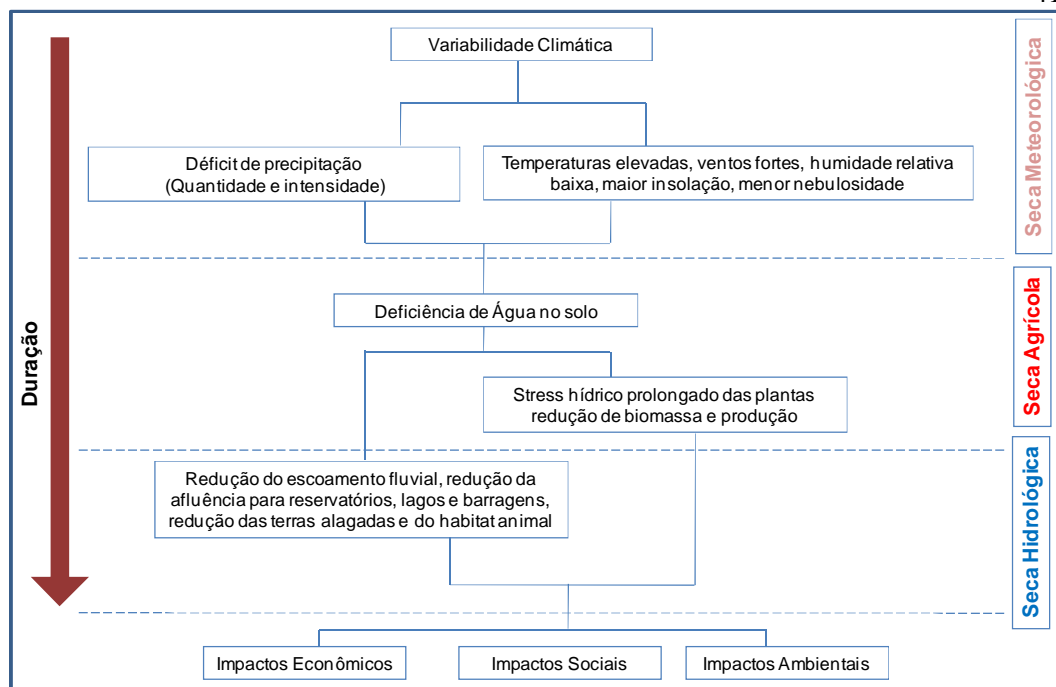 Variabilidade Climática
Déficit de precipitação
(Quantidade e intensidade)
Temperaturas elevadas, ventos fortes, humidade relativa
baixa, maior insolação, menor nebulosidade
Seca Meteorológica
Duração
Deficiência de Água no solo
Stress hídrico prolongado das plantas
redução de biomassa e produção
Seca Agrícola
Redução do escoamento fluvial, redução da
afluência para reservatórios, lagos e barragens,
redução das terras alagadas e do habitat animal
Seca Hidrológica
Impactos Econômicos
Impactos Sociais
Impactos Ambientais